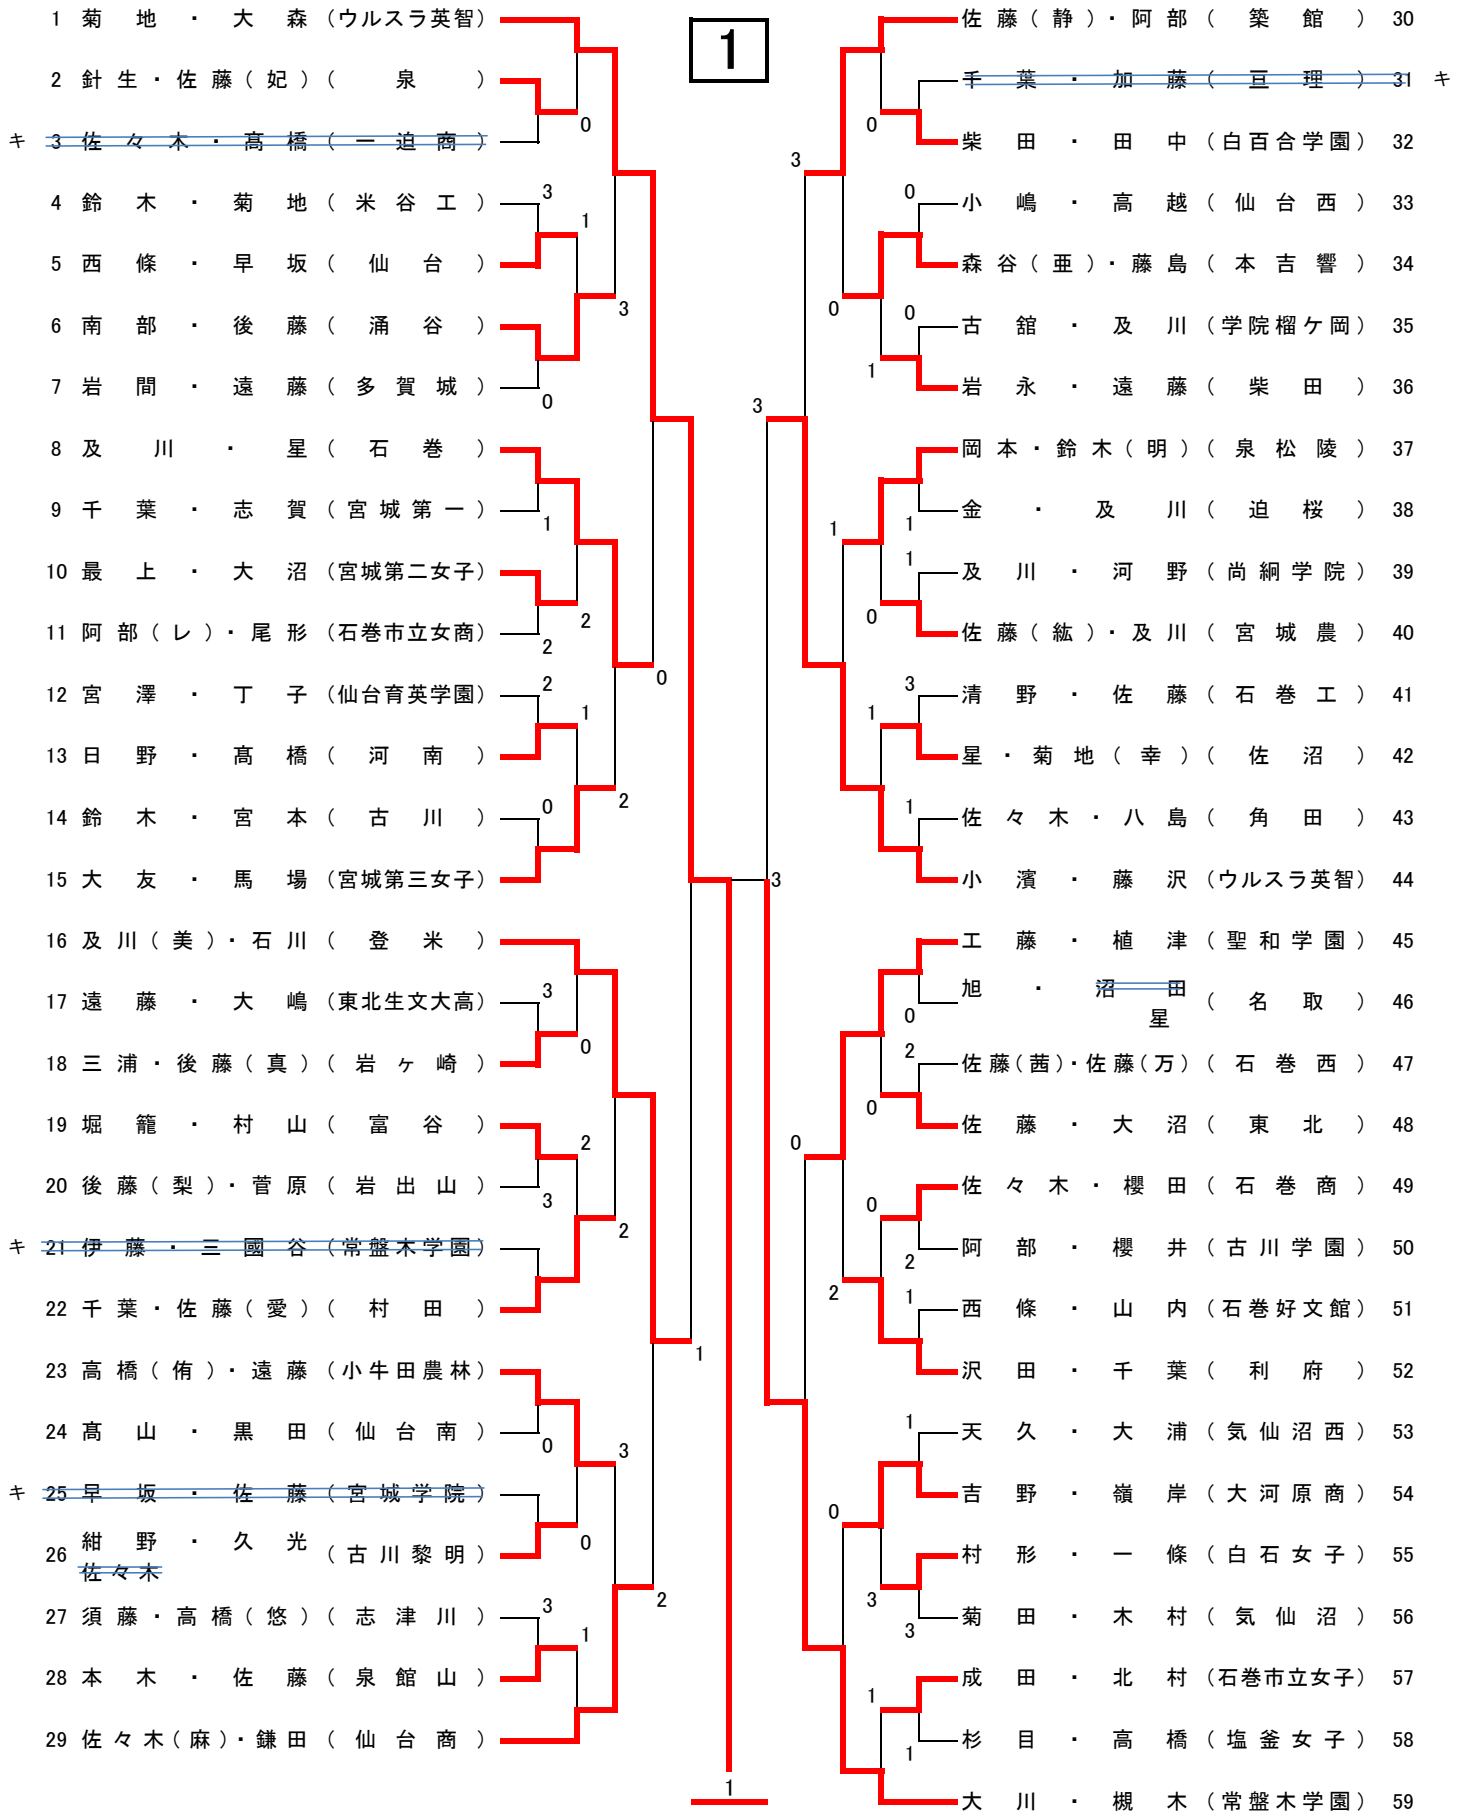 1
1 菊地・大森（ウルスラ英智）
2 針生・佐藤（妃）（泉）
0
キ 3 佐々木・髙橋（一迫商）
4 鈴木・菊地（米谷工）
3
1
5 西條・早坂（仙台）
6 南部・後藤（涌谷）
3
7 岩間・遠藤（多賀城）
0
8 及川・星（石巻）
9 千葉・志賀（宮城第一）
1
10 最上・大沼（宮城第二女子）
11 阿部（レ）・尾形（石巻市立女商）
2
2
12 宮澤・丁子（仙台育英学園）
2
0
1
13 日野・髙橋（河南）
14 鈴木・宮本（古川）
0
2
15 大友・馬場（宮城第三女子）
16 及川（美）・石川（登米）
17 遠藤・大嶋（東北生文大高）
3
0
18 三浦・後藤（真）（岩ヶ崎）
19 堀籠・村山（富谷）
2
20 後藤（梨）・菅原（岩出山）
3
2
キ 21 伊藤・三國谷（常盤木学園）
22 千葉・佐藤（愛）（村田）
1
23 高橋（侑）・遠藤（小牛田農林）
24 髙山・黒田（仙台南）
0
3
キ 25 早坂・佐藤（宮城学院）
26 紺野・久光（古川黎明）
佐々木
0
27 須藤・高橋（悠）（志津川）
3
2
1
28 本木・佐藤（泉館山）
29 佐々木（麻）・鎌田（仙台商）
1
佐藤（静）・阿部（築館）30
千葉・加藤（亘理）31 キ
0
柴田・田中（白百合学園）32
3
0
小嶋・高越（仙台西）33
森谷（亜）・藤島（本吉響）34
0
0
古舘・及川（学院榴ケ岡）35
1
岩永・遠藤（柴田）36
3
岡本・鈴木（明）（泉松陵）37
金・及川（迫桜）38
1
1
1
及川・河野（尚絅学院）39
0
佐藤（紘）・及川（宮城農）40
3
清野・佐藤（石巻工）41
1
星・菊地（幸）（佐沼）42
1
佐々木・八島（角田）43
小濱・藤沢（ウルスラ英智）44
3
工藤・植津（聖和学園）45
旭・沼田（名取）46
星
0
2
佐藤（茜）・佐藤（万）（石巻西）47
0
佐藤・大沼（東北）48
0
佐々木・櫻田（石巻商）49
0
阿部・櫻井（古川学園）50
2
2
1
西條・山内（石巻好文館）51
沢田・千葉（利府）52
1
天久・大浦（気仙沼西）53
吉野・嶺岸（大河原商）54
0
村形・一條（白石女子）55
3
菊田・木村（気仙沼）56
3
成田・北村（石巻市立女子）57
1
杉目・高橋（塩釜女子）58
1
大川・槻木（常盤木学園）59